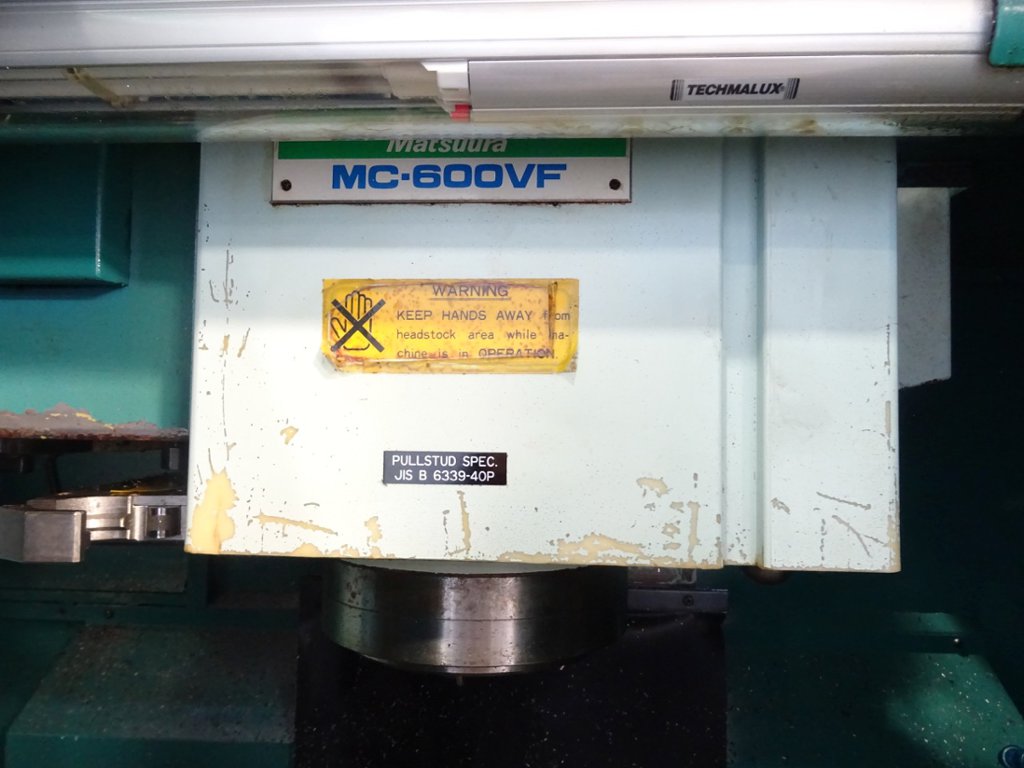 TECHMALUX
Matsuura
MC-600VF
WARNING
KEEP HANDS AWAY from
headstock area while ma-
chine is in OPERATION.
PULLSTUD SPEC.
JIS B 6339-40P